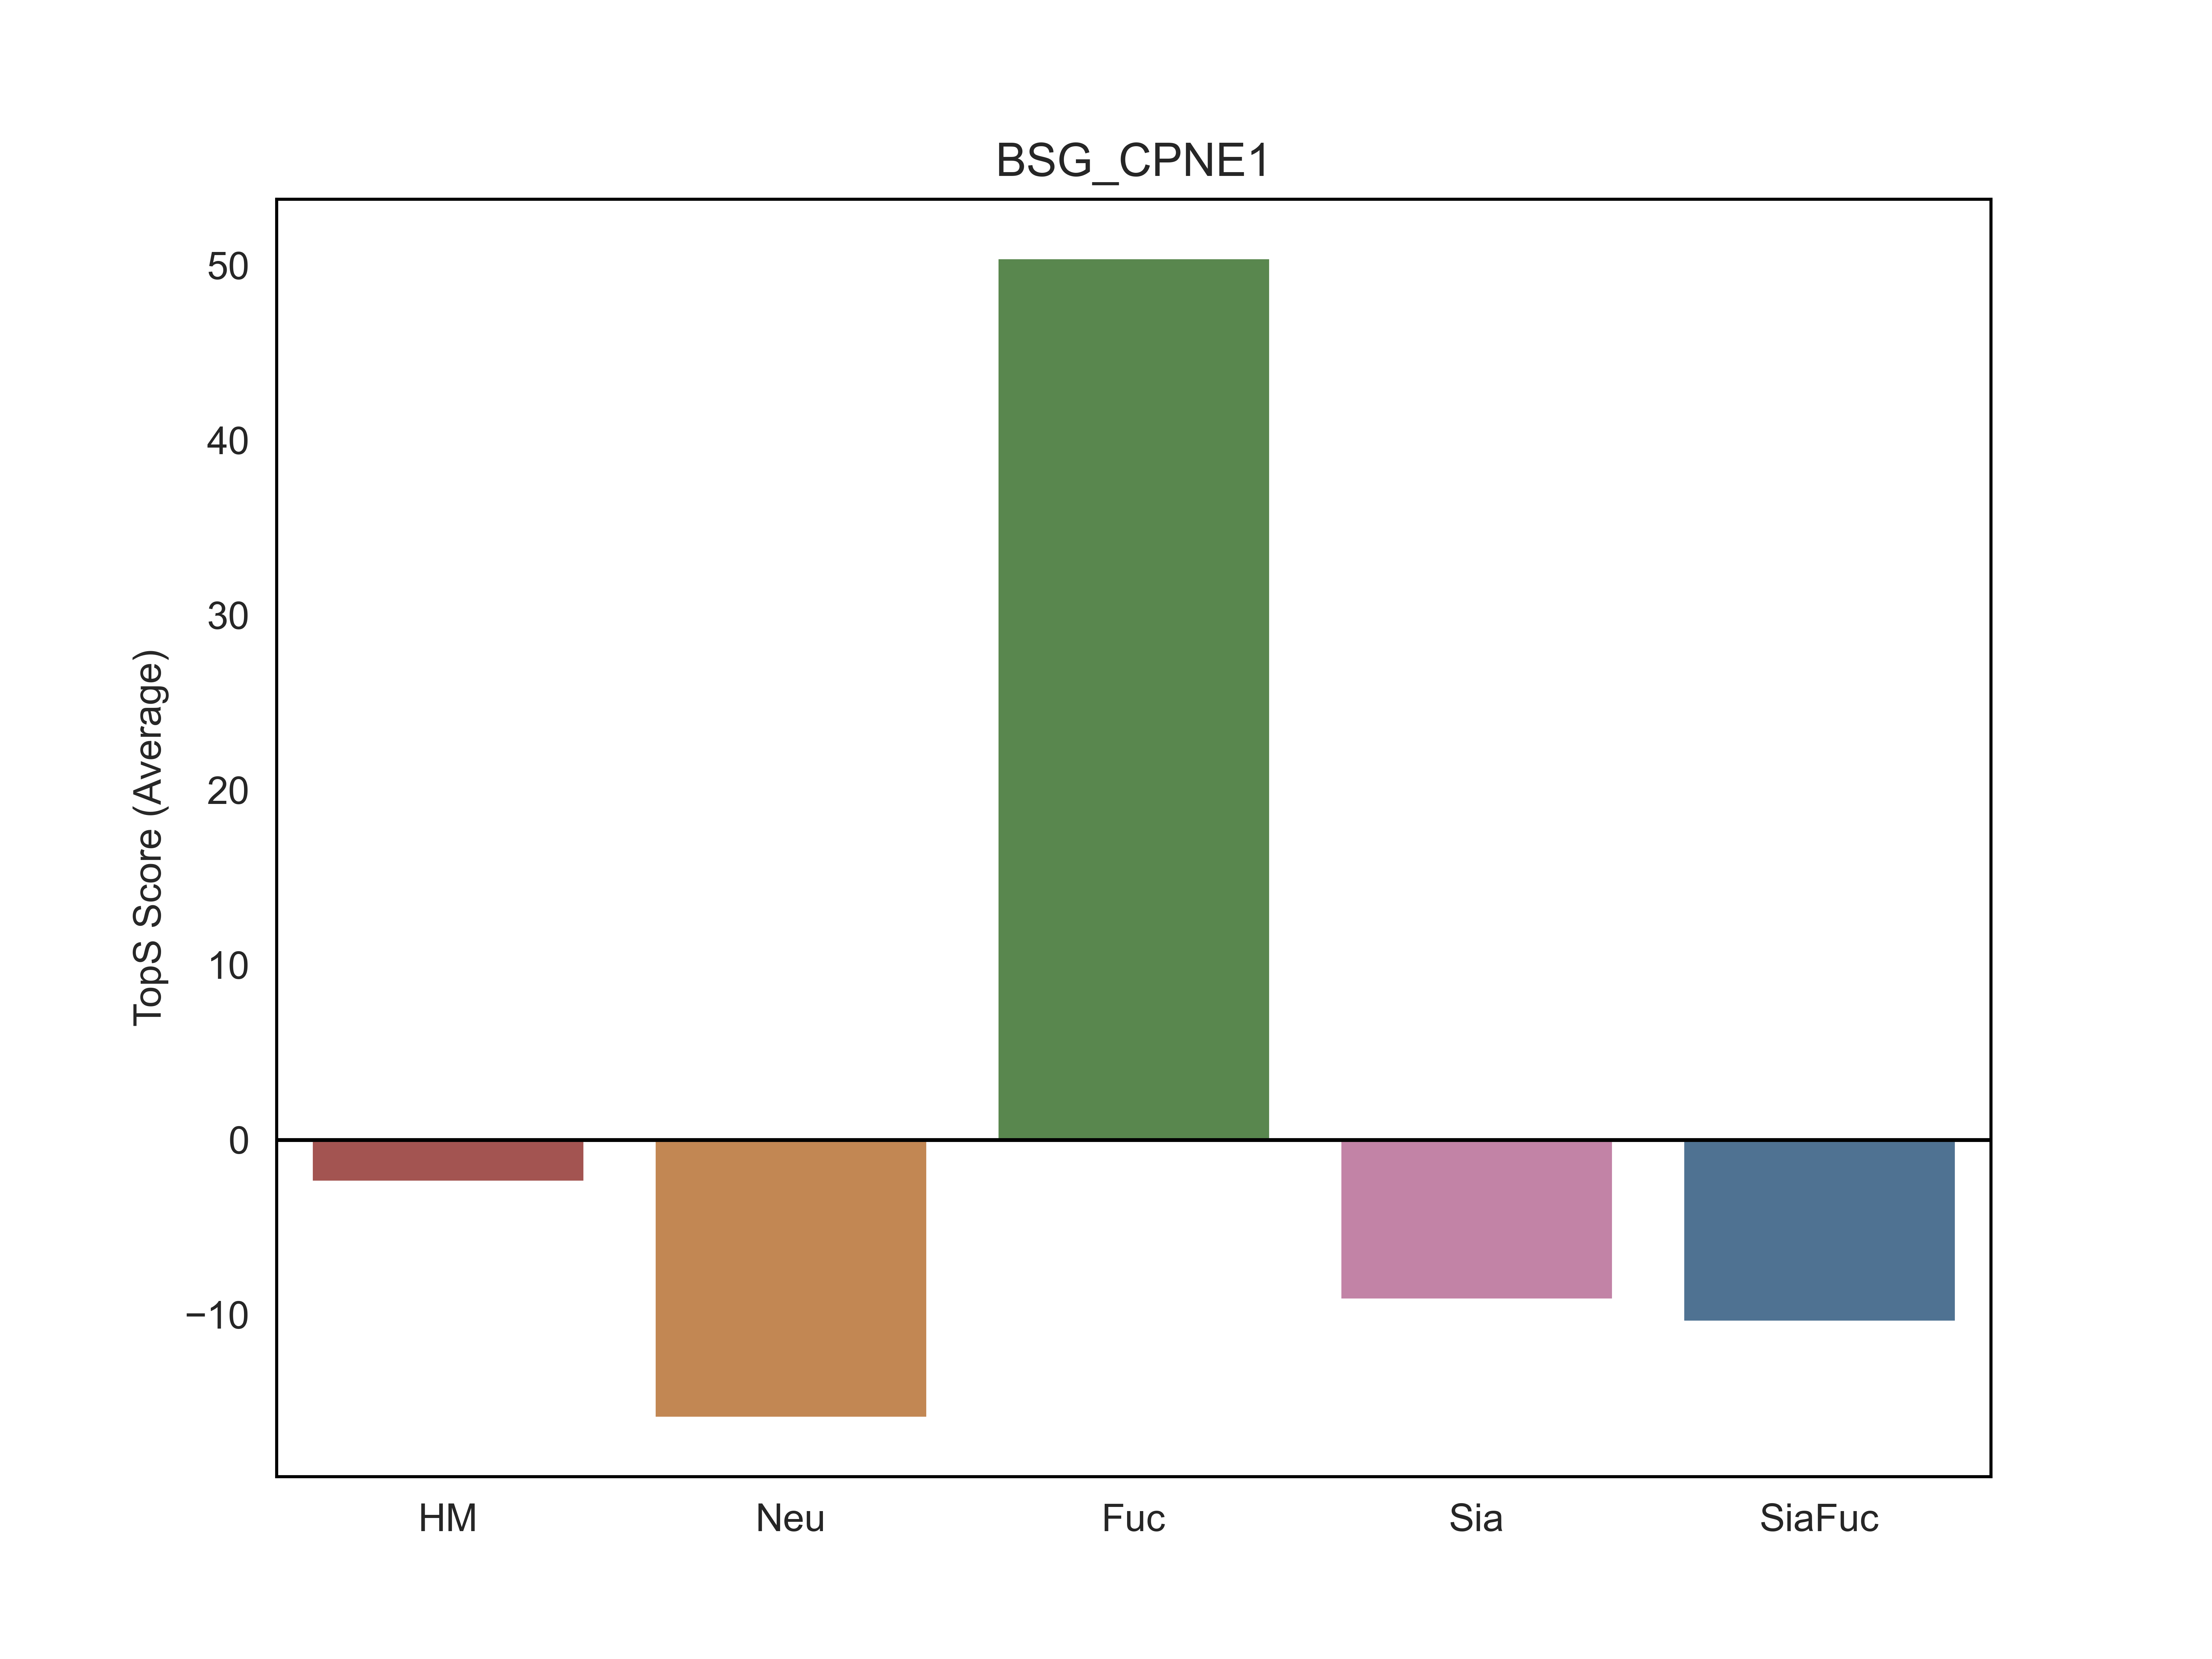 BSG_CPNE1
TopS Score (Average)
50
40
30
20
10
0
−10
HM
Neu
Fuc
Sia
SiaFuc